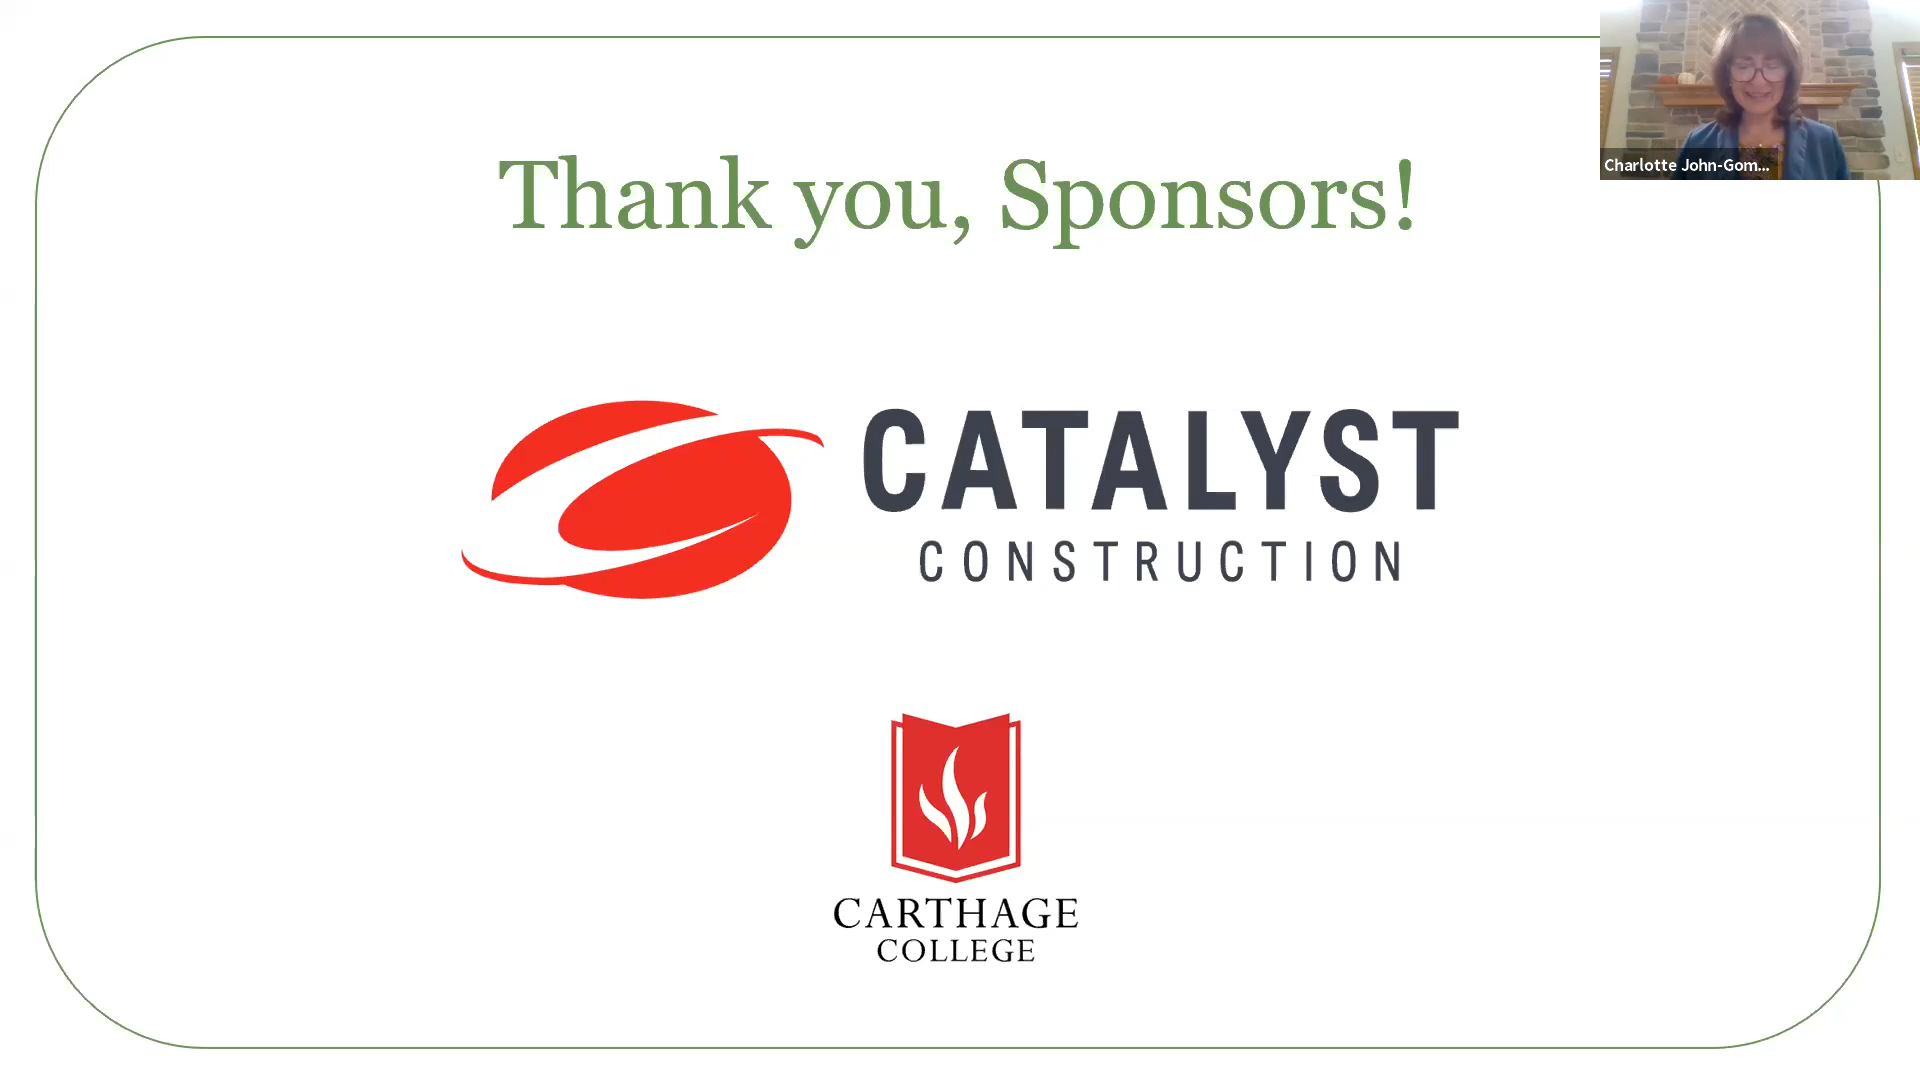 Charlotte John-Gom...
Thank you, Sponsors!
CATALYST
CONSTRUCTION
CARTHAGE
COLLEGE